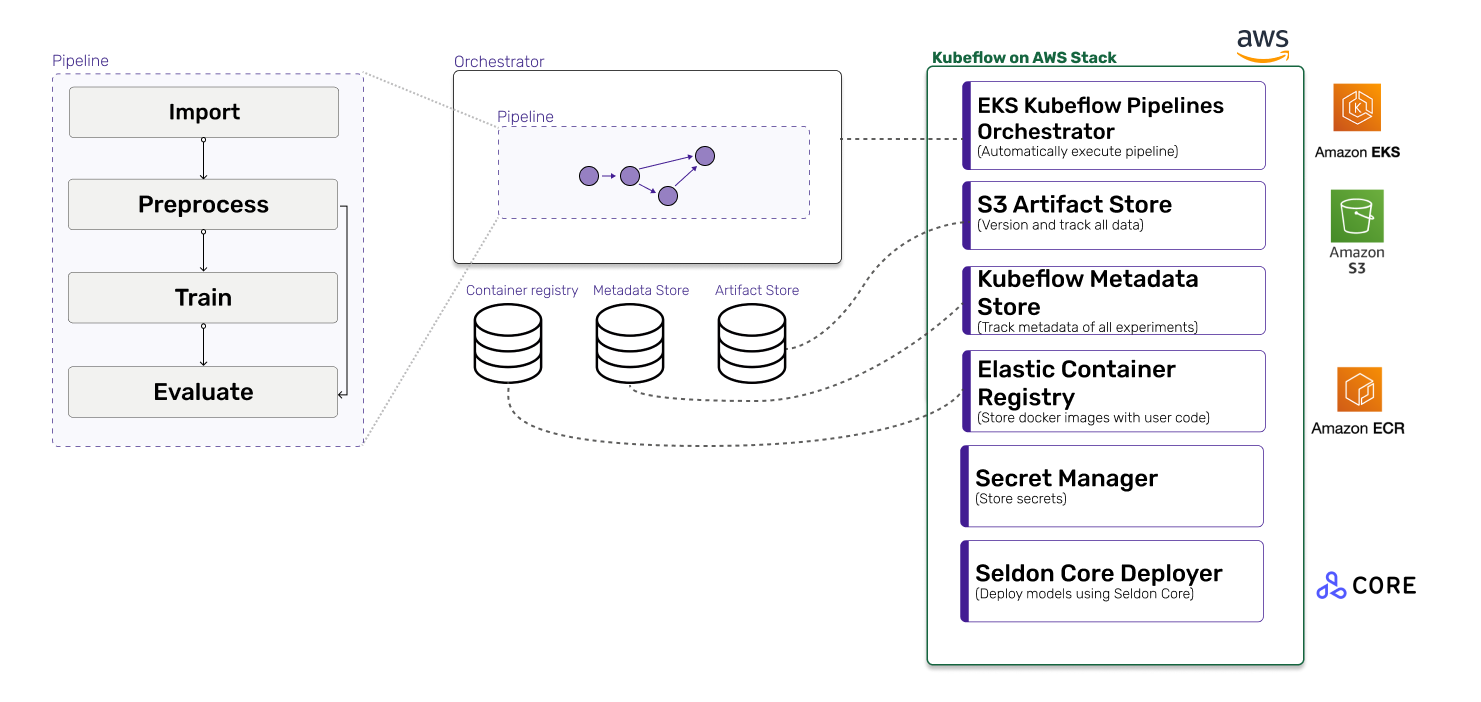 Pipeline
Import
Preprocess
Train
Evaluate
Orchestrator
Pipeline
Container registry
Metadata Store
Artifact Store
aws
Kubeflow on AWS Stack
EKS Kubeflow Pipelines
Orchestrator
(Automatically execute pipeline)
S3 Artifact Store
(Version and track all data)
Kubeflow Metadata
Store
(Track metadata of all experiments)
Elastic Container
Registry
(Store docker images with user code)
Secret Manager
(Store secrets)
Seldon Core Deployer
(Deploy models using Seldon Core)
K
Amazon EKS
Amazon
S3
Amazon ECR
CORE